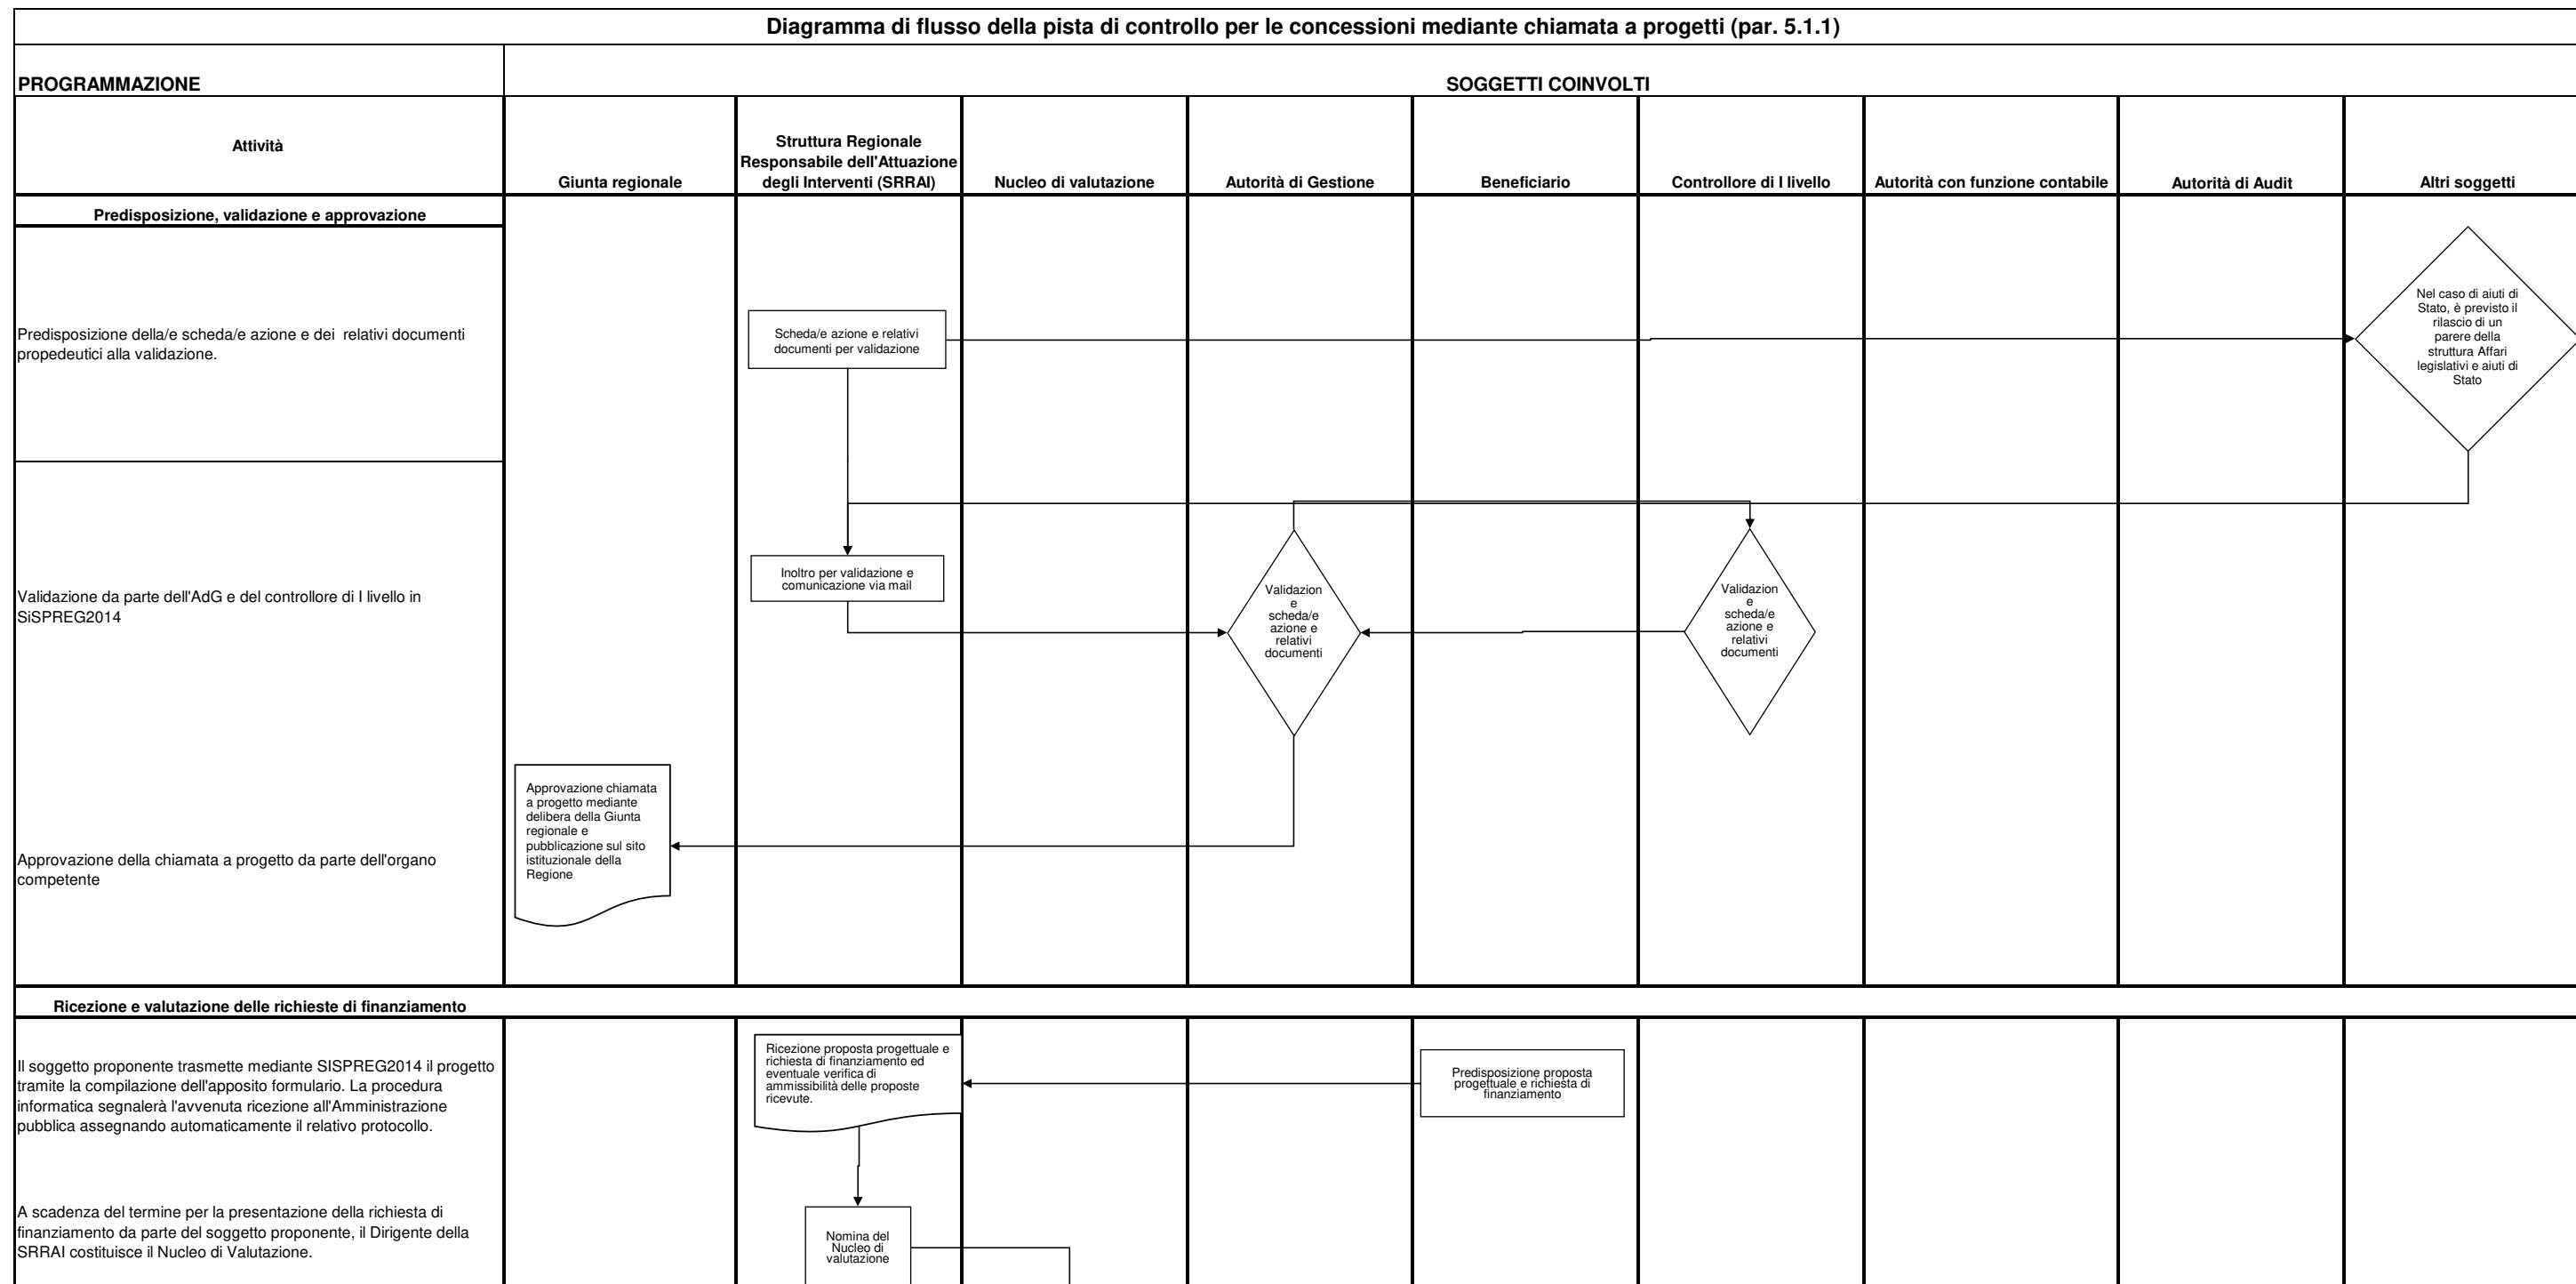 Diagramma di flusso della pista di controllo per le concessioni mediante chiamata a progetti (par. 5.1.1)
PROGRAMMAZIONE
SOGGETTI COINVOLTI
Attività
Giunta regionale
Struttura Regionale
Responsabile dell'Attuazione
degli Interventi (SRRAI)
Nucleo di valutazione
Autorità di Gestione
Beneficiario
Controllore di I livello
Autorità con funzione contabile
Autorità di Audit
Altri soggetti
Predisposizione, validazione e approvazione
Predisposizione della/e scheda/e azione e dei  relativi documenti
propedeutici alla validazione.
Scheda/e azione e relativi
documenti per validazione
Nel caso di aiuti di
Stato, è previsto il
rilascio di un
parere della
struttura Affari
legislativi e aiuti di
Stato
Validazione da parte dell'AdG e del controllore di I livello in
SiSPREG2014
Inoltro per validazione e
comunicazione via mail
Validazion
e
scheda/e
azione e
relativi
documenti
Validazion
e
scheda/e
azione e
relativi
documenti
Approvazione della chiamata a progetto da parte dell'organo
competente
Approvazione chiamata
a progetto mediante
delibera della Giunta
regionale e
pubblicazione sul sito
istituzionale della
Regione
Ricezione e valutazione delle richieste di finanziamento
Il soggetto proponente trasmette mediante SISPREG2014 il progetto
tramite la compilazione dell'apposito formulario. La procedura
informatica segnalerà l'avvenuta ricezione all'Amministrazione
pubblica assegnando automaticamente il relativo protocollo.
Ricezione proposta progettuale e
richiesta di finanziamento ed
eventuale verifica di
ammissibilità delle proposte
ricevute.
Predisposizione proposta
progettuale e richiesta di
finanziamento
A scadenza del termine per la presentazione della richiesta di
finanziamento da parte del soggetto proponente, il Dirigente della
SRRAI costituisce il Nucleo di Valutazione.
Nomina del
Nucleo di
valutazione